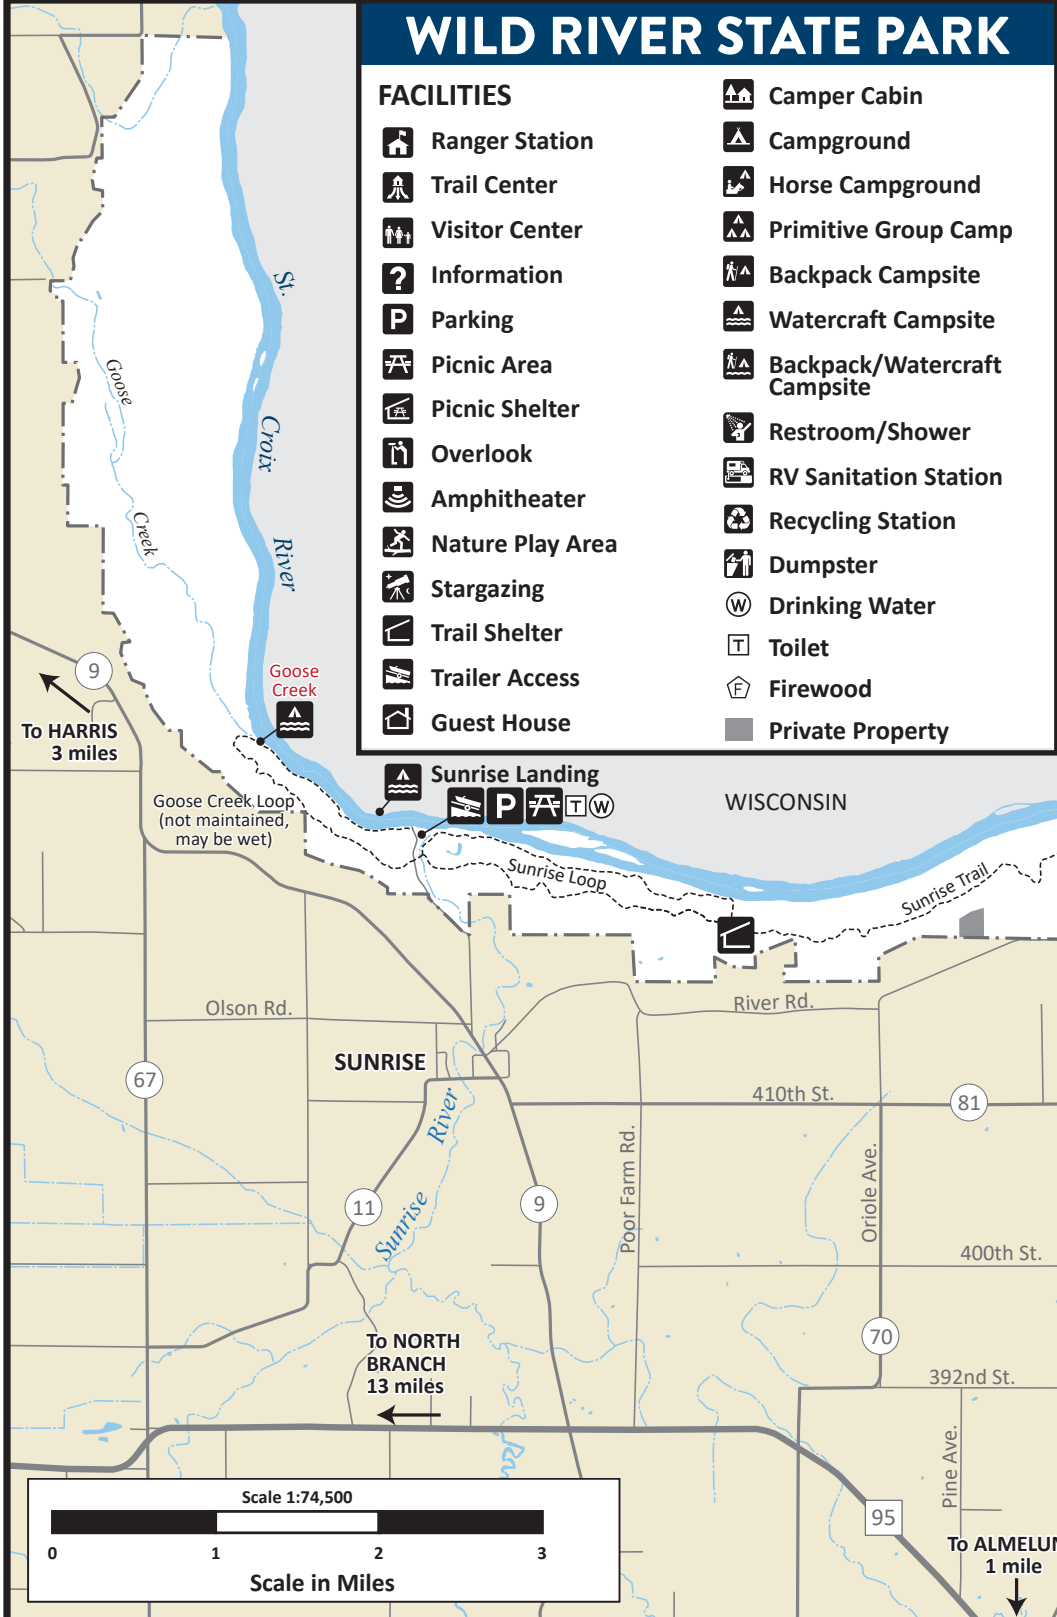 WILD RIVER STATE PARK
FACILITIES
Ranger Station
Trail Center
Visitor Center
?
Information
P
Parking
Picnic Area
Picnic Shelter
Overlook
Amphitheater
Nature Play Area
Stargazing
Trail Shelter
Trailer Access
Guest House
Camper Cabin
Campground
Horse Campground
Primitive Group Camp
Backpack Campsite
Watercraft Campsite
Backpack/Watercraft
Campsite
Restroom/Shower
RV Sanitation Station
Recycling Station
Dumpster
W
Drinking Water
T
Toilet
F
Firewood
Private Property
St.
Croix
River
Goose
Creek
9
To HARRIS
3 miles
Goose
Creek
Goose Creek Loop
(not maintained,
may be wet)
Sunrise Landing
P
T
W
WISCONSIN
Sunrise Loop
Sunrise Trail
Olson Rd.
River Rd.
SUNRISE
67
410th St.
81
River
Sunrise
11
9
Poor Farm Rd.
Oriole Ave.
400th St.
70
To NORTH
BRANCH
13 miles
392nd St.
Pine Ave.
95
To ALMELUN
1 mile
Scale 1:74,500
0
1
2
3
Scale in Miles